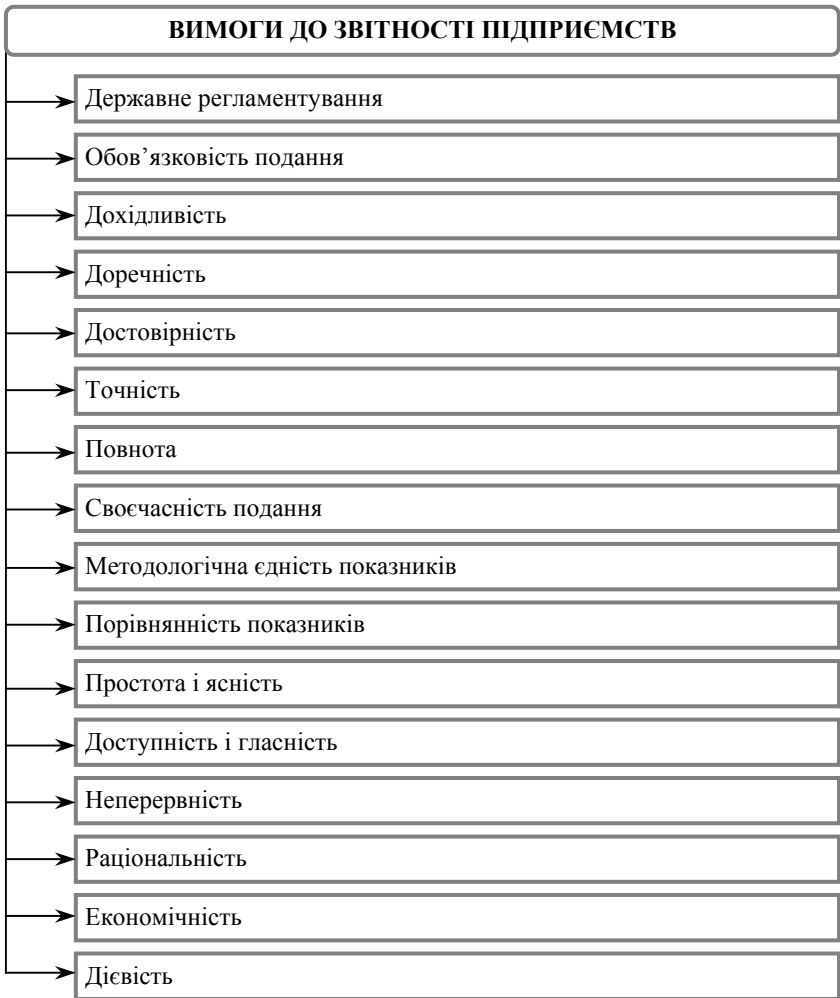 ВИМОГИ ДО ЗВІТНОСТІ ПІДПРИЄМСТВ
Державне регламентування
Обов’язковість подання
Дохідливість
Доречність
Достовірність
Точність
Повнота
Своєчасність подання
Методологічна єдність показників
Порівнянність показників
Простота і ясність
Доступність і гласність
Неперервність
Раціональність
Економічність
Дієвість